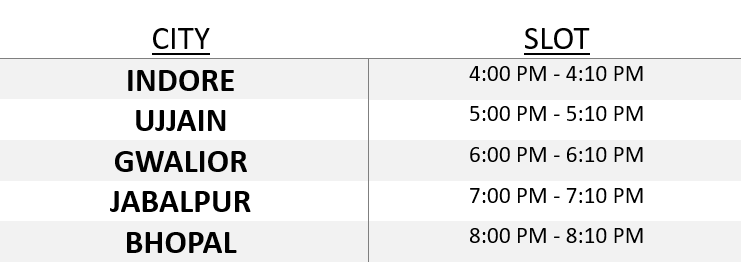 CITY SLOT
INDORE 4:00 PM - 4:10 PM
UJJAIN 5:00 PM - 5:10 PM
GWALIOR 6:00 PM - 6:10 PM
JABALPUR 7:00 PM - 7:10 PM
BHOPAL 8:00 PM - 8:10 PM